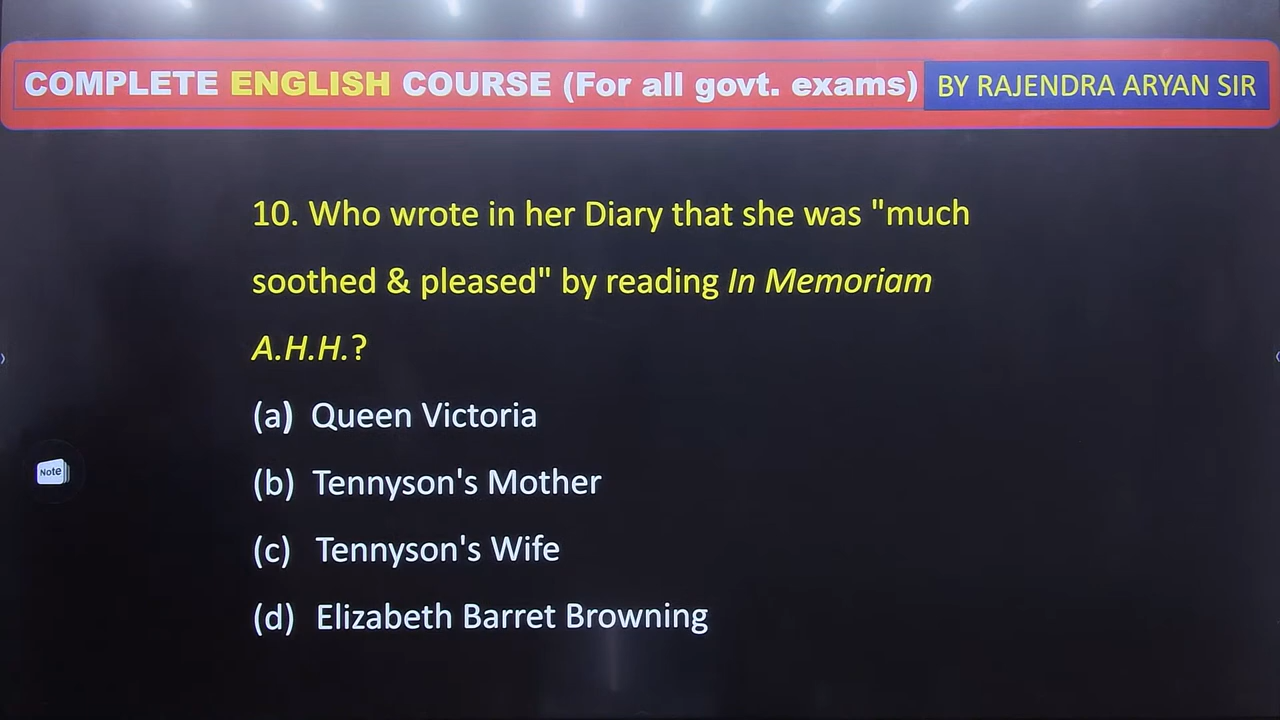 COMPLETE ENGLISH COURSE (For all govt. exams) BY RAJENDRA ARYAN SIR
10. Who wrote in her Diary that she was "much
soothed & pleased" by reading In Memoriam
A.H.H.?
(a) Queen Victoria
(b) Tennyson's Mother
(c) Tennyson's Wife
(d) Elizabeth Barret Browning
Note